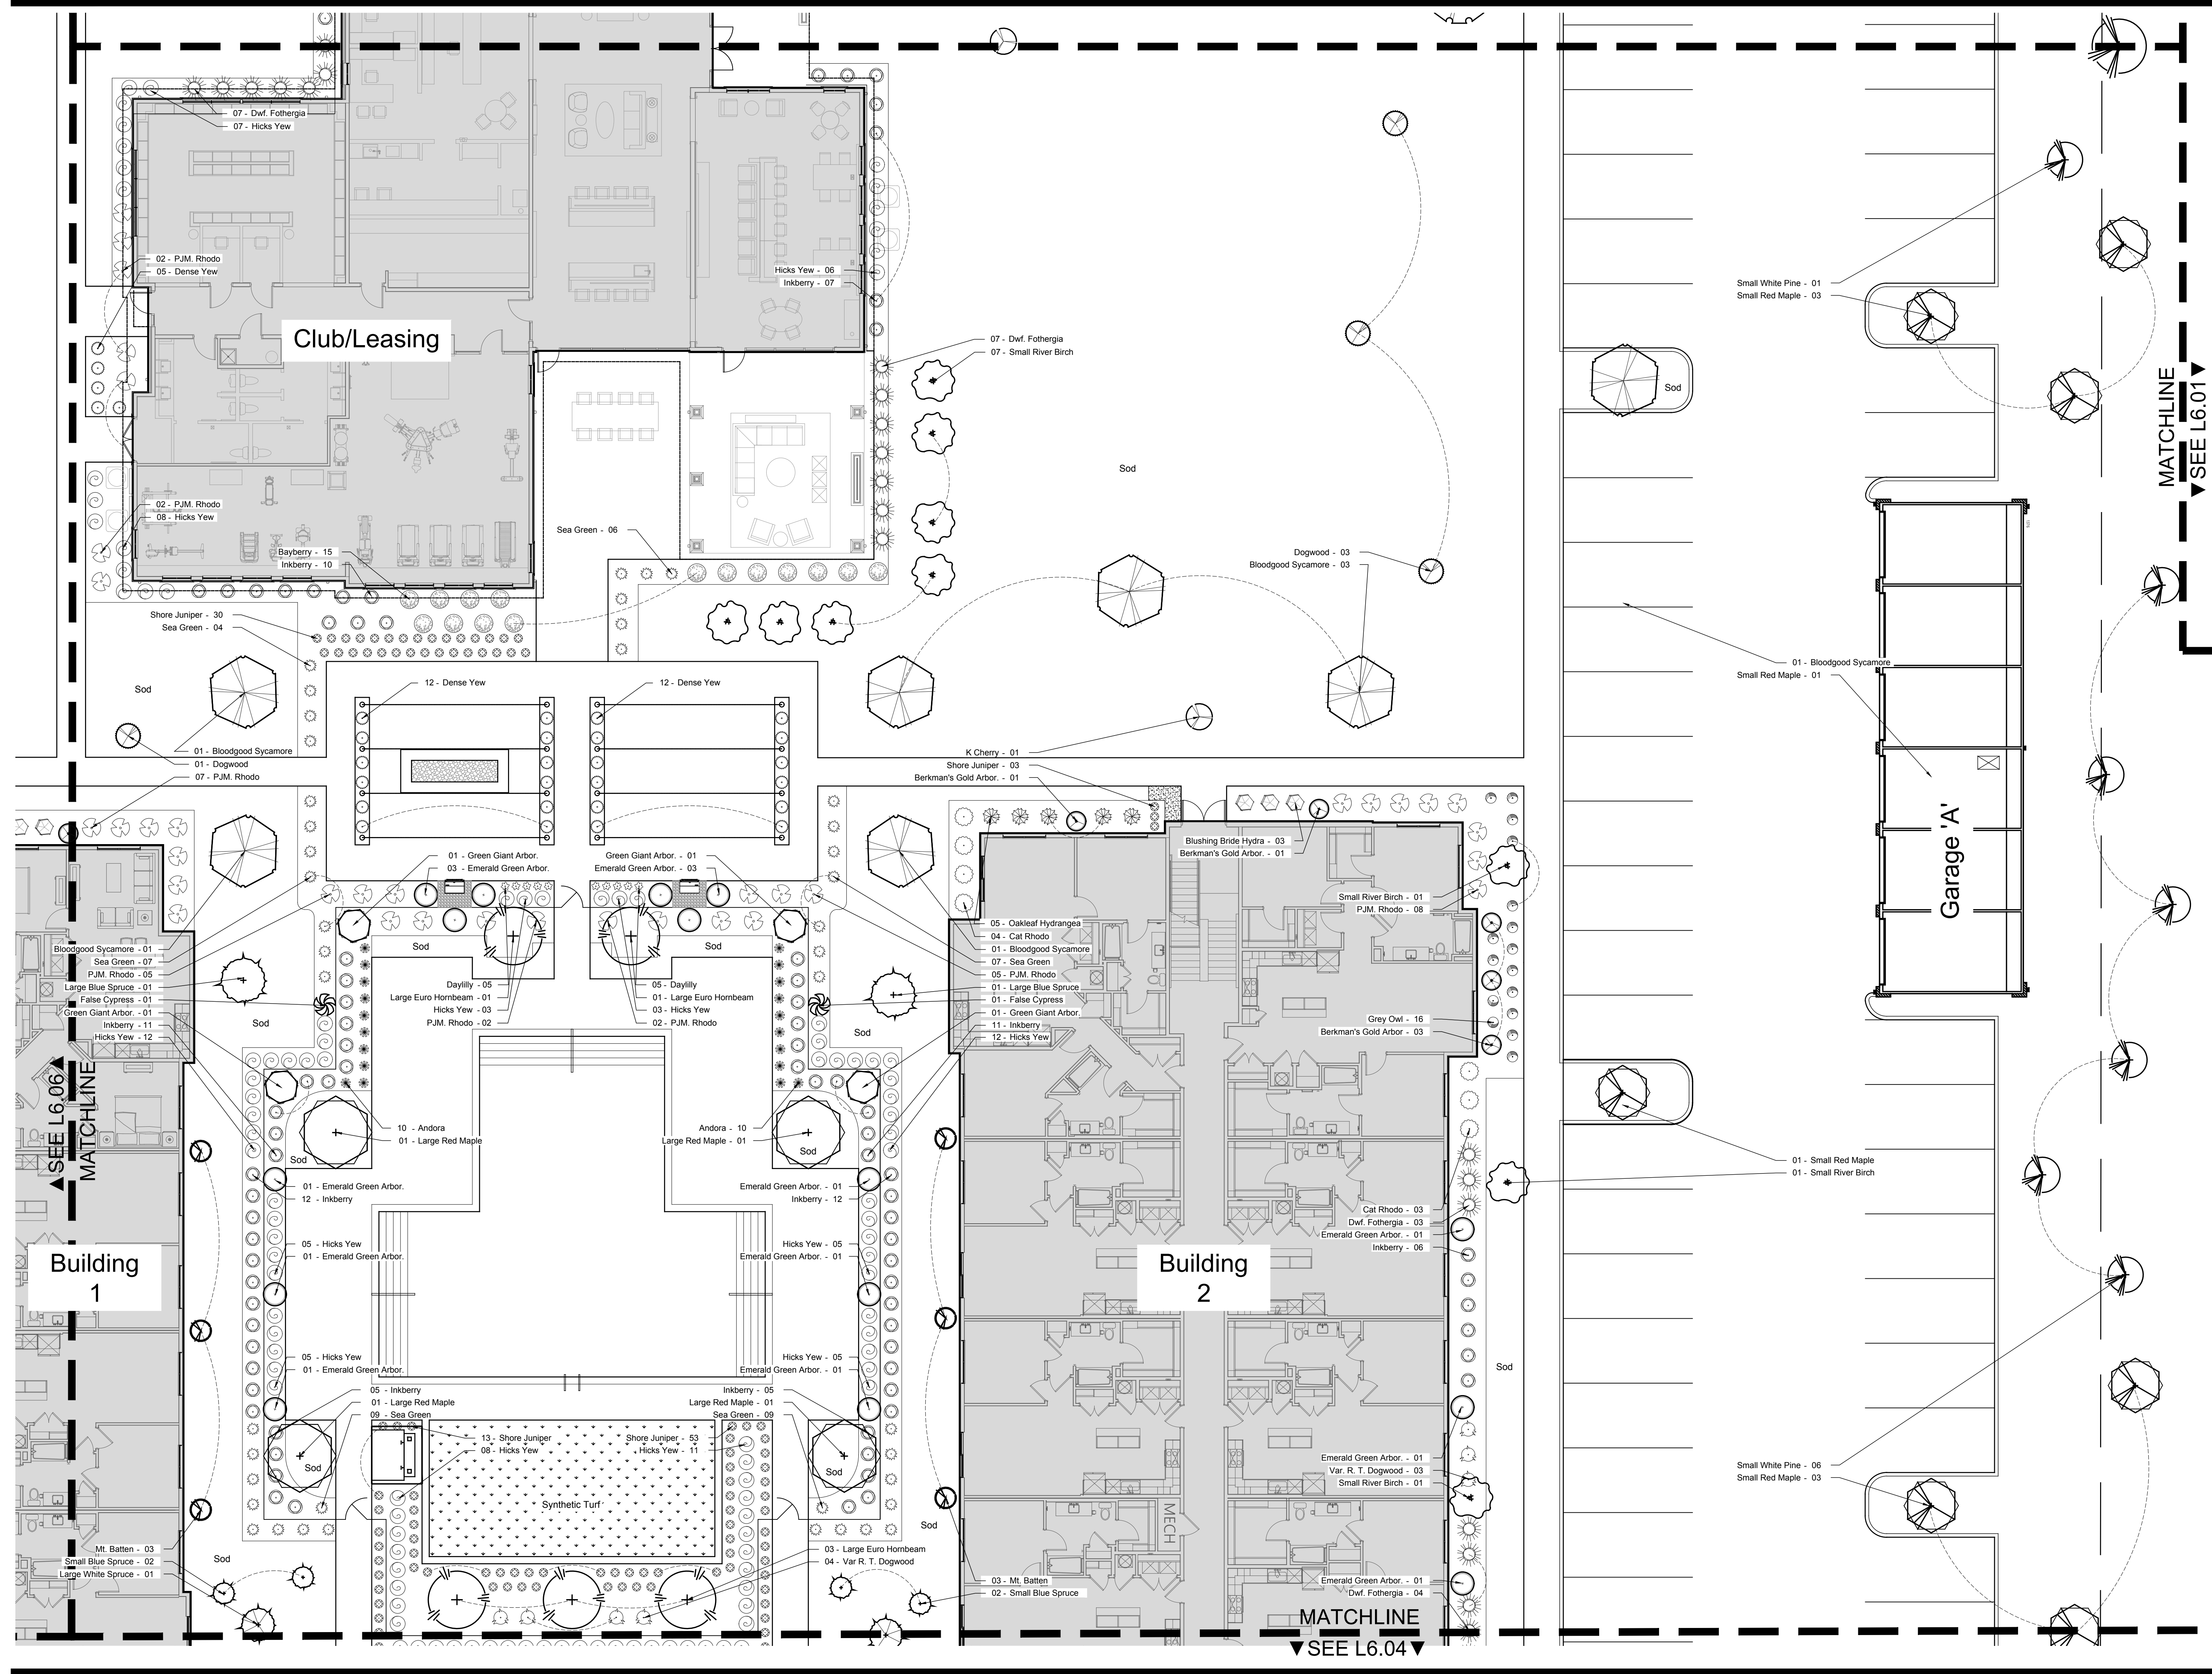 07 - Dwf. Fothergia
07 - Hicks Yew
02 - PJM. Rhodo
05 - Dense Yew
Hicks Yew - 06
Inkberry - 07
Club/Leasing
07 - Dwf. Fothergia
07 - Small River Birch
Small White Pine - 01
Small Red Maple - 03
Sod
MATCHLINE
SEE L6.01
Sod
02 - PJM. Rhodo
08 - Hicks Yew
Sea Green - 06
Bayberry - 15
Inkberry - 10
Dogwood - 03
Bloodgood Sycamore - 03
Shore Juniper - 30
Sea Green - 04
Sod
12 - Dense Yew
12 - Dense Yew
01 - Bloodgood Sycamore
Small Red Maple - 01
01 - Bloodgood Sycamore
01 - Dogwood
07 - PJM. Rhodo
K Cherry - 01
Shore Juniper - 03
Berkman's Gold Arbor. - 01
Garage 'A'
01 - Green Giant Arbor.
03 - Emerald Green Arbor.
Green Giant Arbor. - 01
Emerald Green Arbor. - 03
Blushing Bride Hydra - 03
Berkman's Gold Arbor. - 01
Small River Birch - 01
PJM. Rhodo - 08
Sod
Sod
Bloodgood Sycamore - 01
Sea Green - 07
PJM. Rhodo - 05
Large Blue Spruce - 01
False Cypress - 01
Green Giant Arbor. - 01
Inkberry - 11
Hicks Yew - 12
Sod
Daylilly - 05
Large Euro Hornbeam - 01
Hicks Yew - 03
PJM. Rhodo - 02
05 - Daylilly
01 - Large Euro Hornbeam
03 - Hicks Yew
02 - PJM. Rhodo
05 - Oakleaf Hydrangea
04 - Cat Rhodo
01 - Bloodgood Sycamore
07 - Sea Green
05 - PJM. Rhodo
01 - Large Blue Spruce
01 - False Cypress
01 - Green Giant Arbor.
11 - Inkberry
12 - Hicks Yew
Sod
Grey Owl - 16
Berkman's Gold Arbor - 03
SEE L6.06
MATCHLINE
10 - Andora
01 - Large Red Maple
Andora - 10
Large Red Maple - 01
Sod
Sod
01 - Small Red Maple
01 - Small River Birch
01 - Emerald Green Arbor.
12 - Inkberry
Emerald Green Arbor. - 01
Inkberry - 12
Cat Rhodo - 03
Dwf. Fothergia - 03
Emerald Green Arbor. - 01
Inkberry - 06
05 - Hicks Yew
01 - Emerald Green Arbor.
Hicks Yew - 05
Emerald Green Arbor. - 01
Building
1
Building
2
05 - Hicks Yew
01 - Emerald Green Arbor.
Hicks Yew - 05
Emerald Green Arbor. - 01
Sod
05 - Inkberry
01 - Large Red Maple
09 - Sea Green
Inkberry - 05
Large Red Maple - 01
Sea Green - 09
13 - Shore Juniper
08 - Hicks Yew
Shore Juniper - 53
Hicks Yew - 11
Sod
Sod
Synthetic Turf
Emerald Green Arbor. - 01
Var. R. T. Dogwood - 03
Small River Birch - 01
Small White Pine - 06
Small Red Maple - 03
MECH
Sod
Sod
Mt. Batten - 03
Small Blue Spruce - 02
Large White Spruce - 01
03 - Large Euro Hornbeam
04 - Var R. T. Dogwood
03 - Mt. Batten
02 - Small Blue Spruce
Emerald Green Arbor. - 01
Dwf. Fothergia - 04
MATCHLINE
SEE L6.04